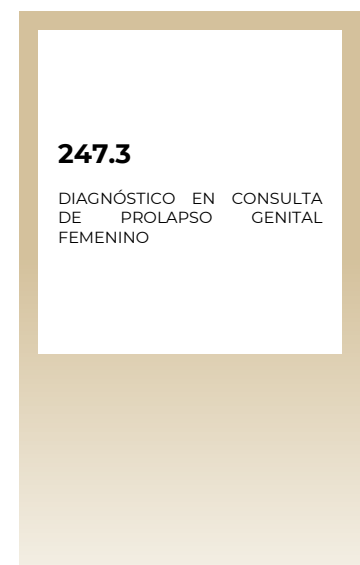 247.3
DIAGNÓSTICO EN CONSULTA
DE PROLAPSO GENITAL
FEMENINO